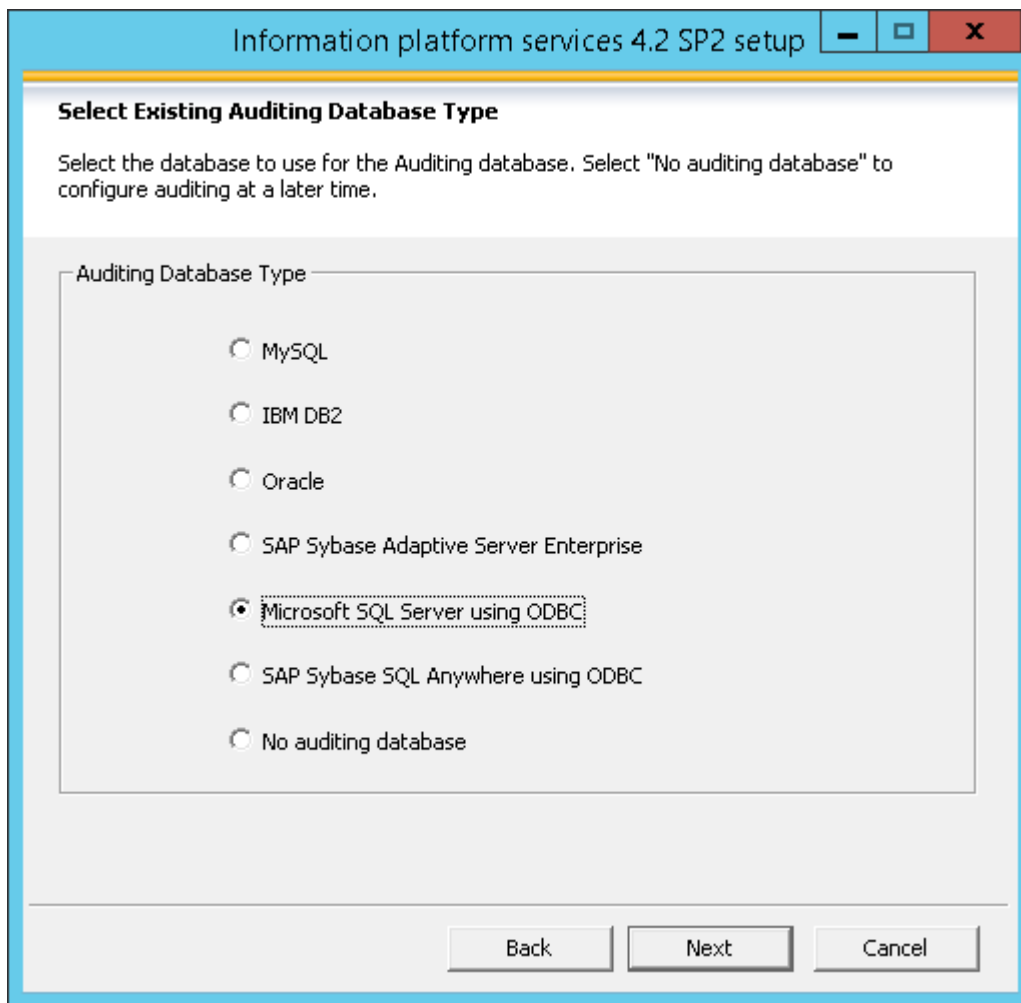 Information platform services 4.2 SP2 setup
Select Existing Auditing Database Type
Select the database to use for the Auditing database. Select "No auditing database" to
configure auditing at a later time.
Auditing Database Type
MySQL
IBM DB2
Oracle
SAP Sybase Adaptive Server Enterprise
Microsoft SQL Server using ODBC
SAP Sybase SQL Anywhere using ODBC
No auditing database
Back Next Cancel